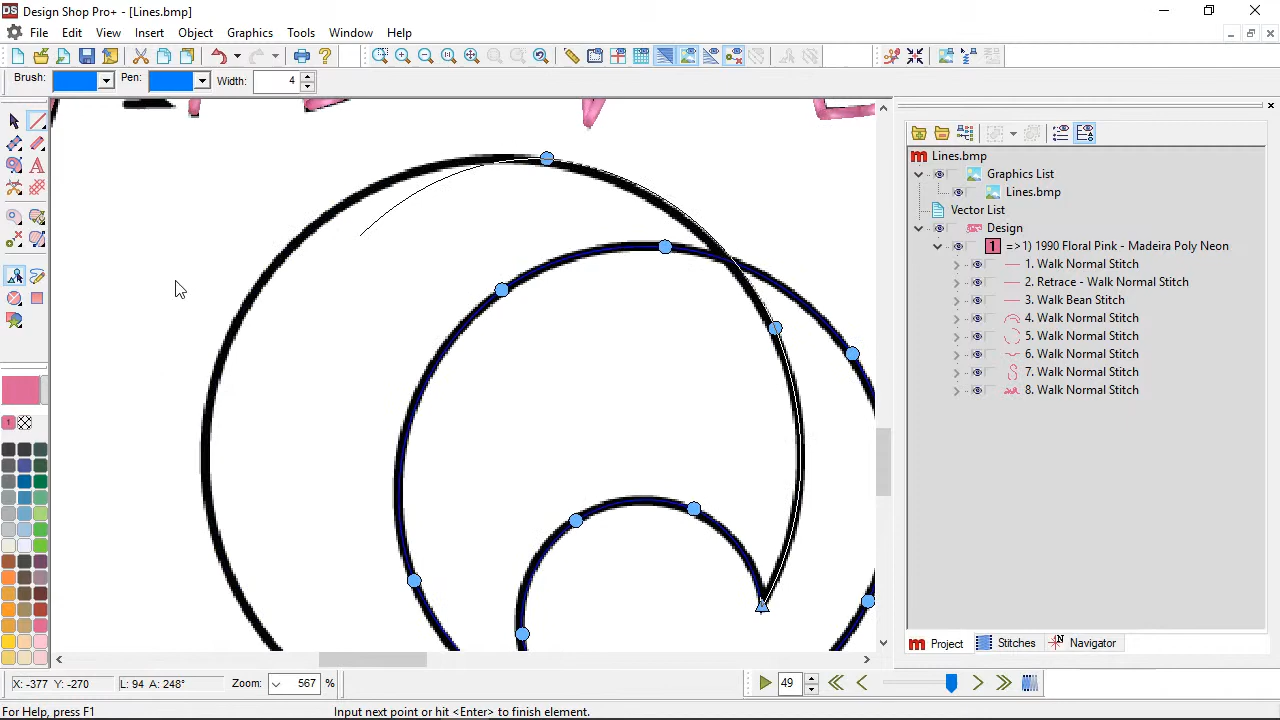 DS Design Shop Pro+ - [Lines.bmp]
File Edit View Insert Object Graphics Tools Window Help
Brush: Pen: Width: 4
m Lines.bmp
Graphics List
Lines.bmp
Vector List
Design
1 =>1) 1990 Floral Pink - Madeira Poly Neon
1. Walk Normal Stitch
2. Retrace - Walk Normal Stitch
3. Walk Bean Stitch
4. Walk Normal Stitch
5. Walk Normal Stitch
6. Walk Normal Stitch
7. Walk Normal Stitch
8. Walk Normal Stitch
1
m Project Stitches N Navigator
X: -377 Y: -270 L: 94 A: 248° Zoom: 567 % 49
For Help, press F1 Input next point or hit <Enter> to finish element.